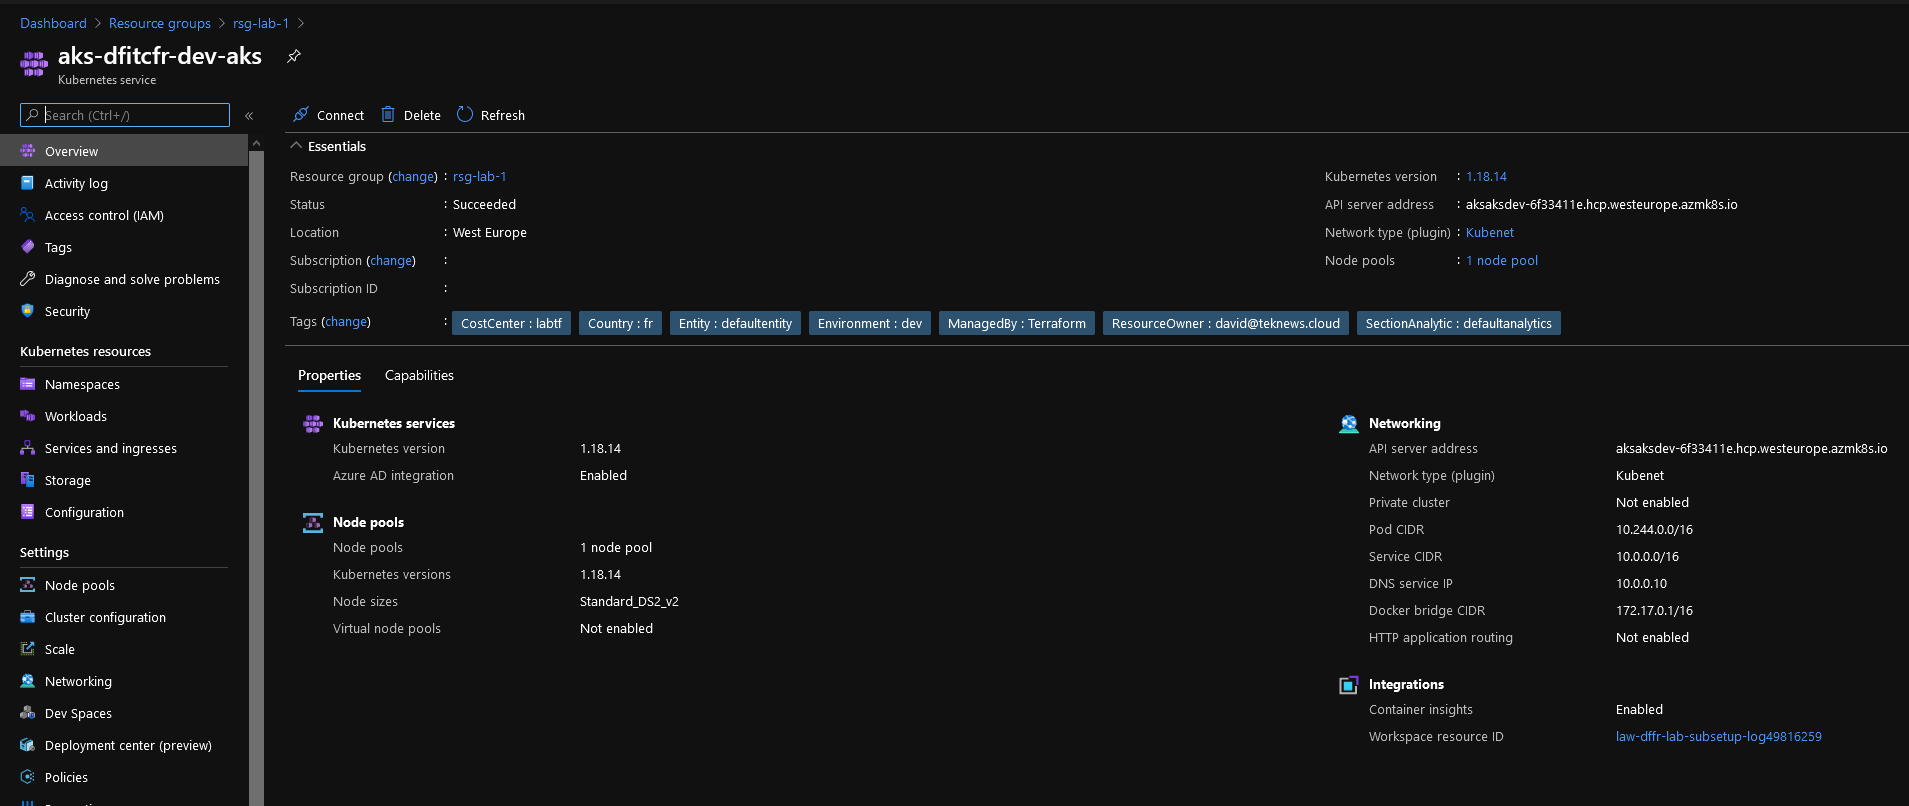 Dashboard > Resource groups > rsg-lab-1 >
aks-dfitcfr-dev-aks
Kubernetes service
Search (Ctrl+/)
«
Overview
Activity log
Access control (IAM)
Tags
Diagnose and solve problems
Security
Kubernetes resources
Namespaces
Workloads
Services and ingresses
Storage
Configuration
Settings
Node pools
Cluster configuration
Scale
Networking
Dev Spaces
Deployment center (preview)
Policies
Connect Delete Refresh
Essentials
Resource group (change) : rsg-lab-1
Status : Succeeded
Location : West Europe
Subscription (change) :
Subscription ID :
Kubernetes version : 1.18.14
API server address : aksaksdev-6f33411e.hcp.westeurope.azmk8s.io
Network type (plugin) : Kubenet
Node pools : 1 node pool
Tags (change) : CostCenter : labtf Country : fr Entity : defaultentity Environment : dev ManagedBy : Terraform ResourceOwner : david@teknews.cloud SectionAnalytic : defaultanalytics
Properties Capabilities
Kubernetes services
Kubernetes version 1.18.14
Azure AD integration Enabled
Node pools
Node pools 1 node pool
Kubernetes versions 1.18.14
Node sizes Standard_DS2_v2
Virtual node pools Not enabled
Networking
API server address aksaksdev-6f33411e.hcp.westeurope.azmk8s.io
Network type (plugin) Kubenet
Private cluster Not enabled
Pod CIDR 10.244.0.0/16
Service CIDR 10.0.0.0/16
DNS service IP 10.0.0.10
Docker bridge CIDR 172.17.0.1/16
HTTP application routing Not enabled
Integrations
Container insights Enabled
Workspace resource ID law-dffr-lab-subsetup-log49816259